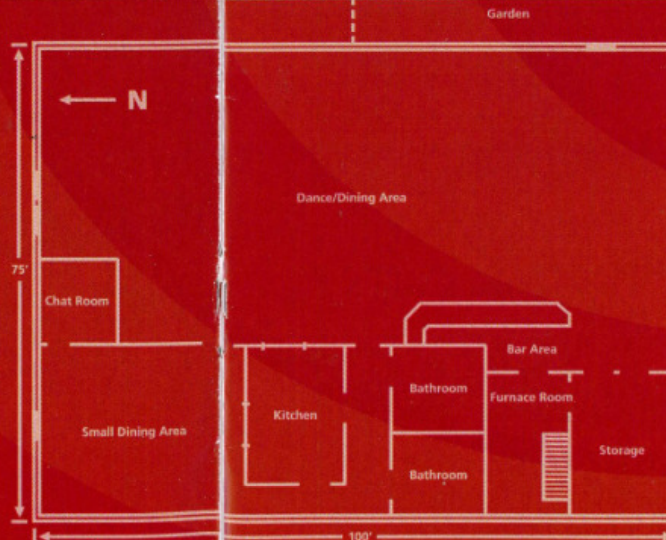 Garden
N
Dance/Dining Area
75'
Chat Room
Bar Area
Bathroom
Furnace Room
Kitchen
Small Dining Area
Storage
Bathroom
100'